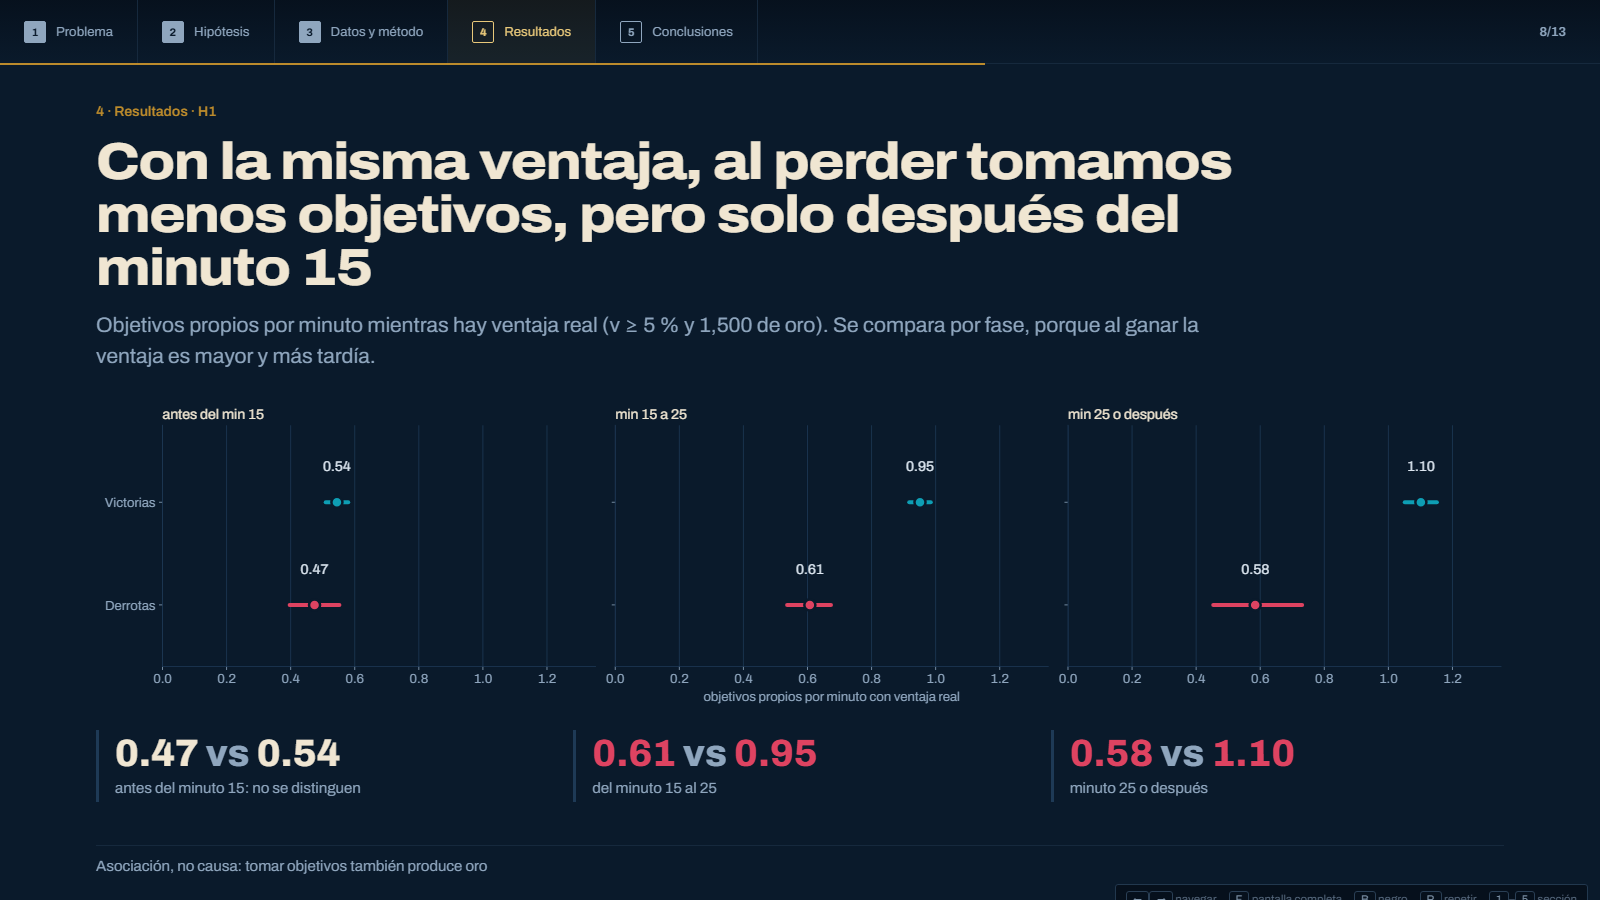 1 Problema 2 Hipótesis 3 Datos y método 4 Resultados 5 Conclusiones 8/13
4 · Resultados · H1
Con la misma ventaja, al perder tomamos
menos objetivos, pero solo después del
minuto 15
Objetivos propios por minuto mientras hay ventaja real (v ≥ 5 % y 1,500 de oro). Se compara por fase, porque al ganar la
ventaja es mayor y más tardía.
antes del min 15 min 15 a 25 min 25 o después
0.54 0.95 1.10
Victorias
0.47 0.61 0.58
Derrotas
0.0 0.2 0.4 0.6 0.8 1.0 1.2 0.0 0.2 0.4 0.6 0.8 1.0 1.2 0.0 0.2 0.4 0.6 0.8 1.0 1.2
objetivos propios por minuto con ventaja real
0.47 vs 0.54 0.61 vs 0.95 0.58 vs 1.10
antes del minuto 15: no se distinguen del minuto 15 al 25 minuto 25 o después
Asociación, no causa: tomar objetivos también produce oro
← → navegar F pantalla completa B negro R repetir 1 - 5 sección